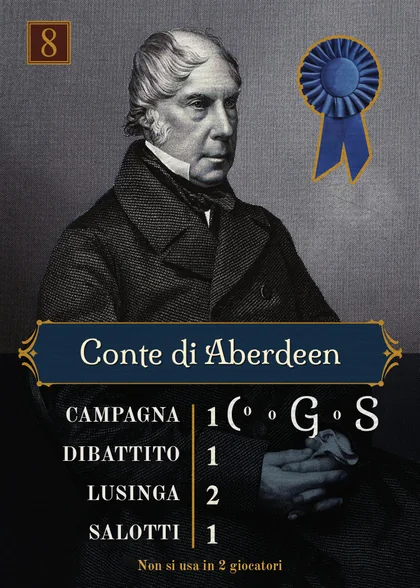 8
Conte di Aberdeen
CAMPAGNA 1 C o o G o S
DIBATTITO 1
LUSINGA 2
SALOTTI 1
Non si usa in 2 giocatori